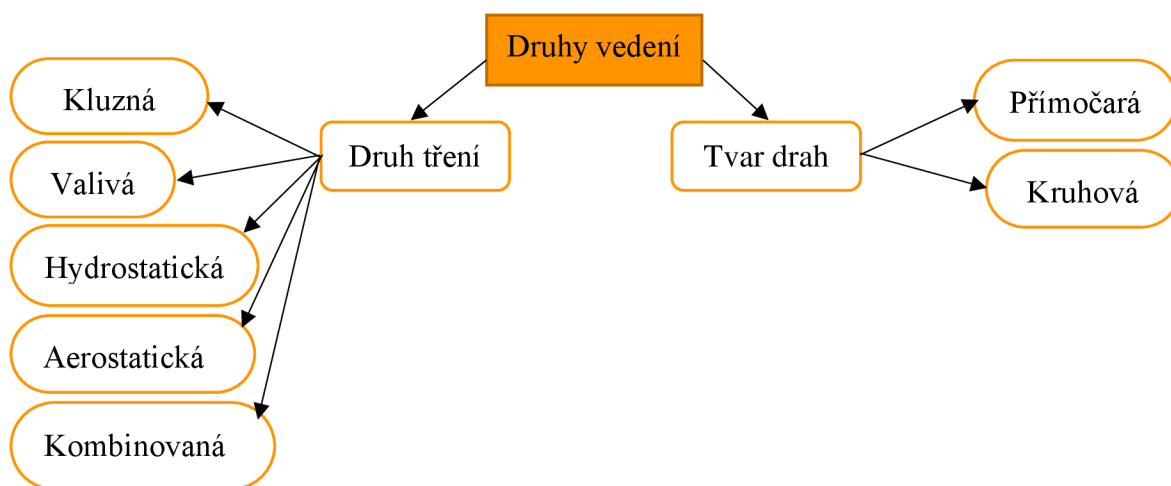 Druhy vedení
Kluzná
Přímočará
Druh tření
Tvar drah
Valivá
Kruhová
Hydrostatická
Aerostatická
Kombinovaná